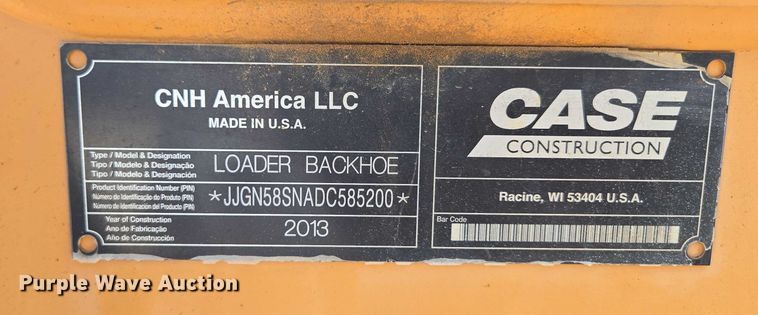 CNH America LLC
MADE IN U.S.A.
Type / Model & Designation
Tipo / Modelo & Designação
Tipo / Modelo & Designación
LOADER BACKHOE
Product Identification Number (PIN)
Número de Identificação do Produto (PIN)
Número de Identificación del Producto (PIN)
*JJGN58SNADC585200*
Year of Construction
Ano de Fabricação
Año de Construcción
2013
CASE
CONSTRUCTION
Racine, WI 53404 U.S.A.
Bar Code
Purple Wave Auction